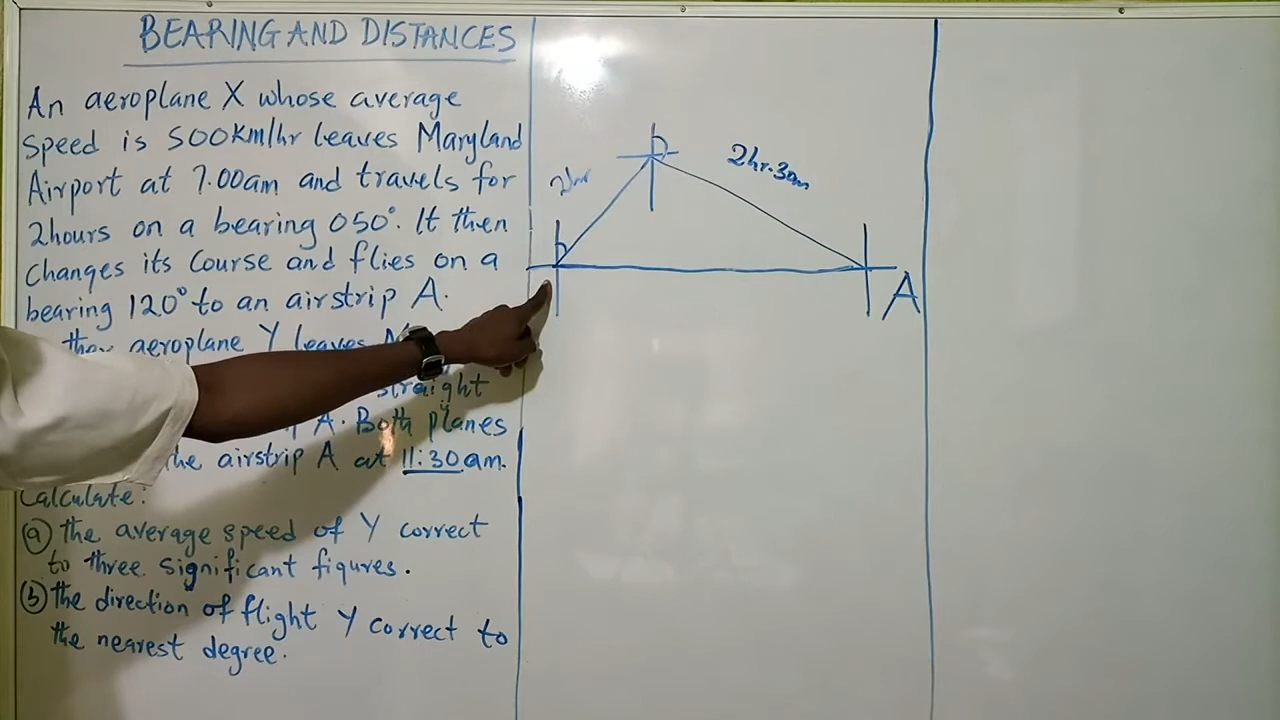 BEARING AND DISTANCES
An aeroplane X whose average
speed is 500km/hr leaves Maryland
Airport at 7.00am and travels for
2hours on a bearing 050°. It then
changes its course and flies on a
bearing 120° to an airstrip A.
aeroplane Y leaves
straight
A. Both planes
the airstrip A at 11:30am.
Calculate:
(a) the average speed of Y correct
to three significant figures.
(b) the direction of flight Y correct to
the nearest degree.
2hr.30m
A